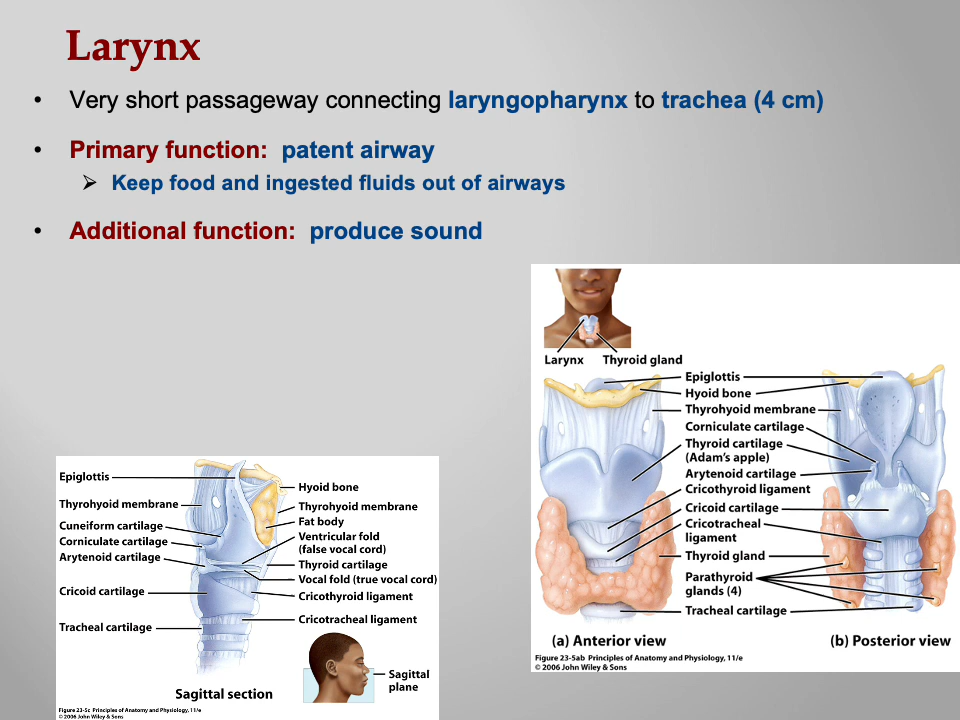 Larynx
• Very short passageway connecting laryngopharynx to trachea (4 cm)
• Primary function: patent airway
➢ Keep food and ingested fluids out of airways
• Additional function: produce sound
Larynx Thyroid gland
Epiglottis
Hyoid bone
Thyrohyoid membrane
Corniculate cartilage
Thyroid cartilage
(Adam's apple)
Arytenoid cartilage
Cricothyroid ligament
Cricoid cartilage
Cricotracheal
ligament
Thyroid gland
Parathyroid
glands (4)
Tracheal cartilage
(a) Anterior view
(b) Posterior view
Figure 23-5ab Principles of Anatomy and Physiology, 11/e
© 2006 John Wiley & Sons
Epiglottis
Thyrohyoid membrane
Cuneiform cartilage
Corniculate cartilage
Arytenoid cartilage
Cricoid cartilage
Tracheal cartilage
Hyoid bone
Thyrohyoid membrane
Fat body
Ventricular fold
(false vocal cord)
Thyroid cartilage
Vocal fold (true vocal cord)
Cricothyroid ligament
Cricotracheal ligament
Sagittal
plane
Sagittal section
Figure 23-5c Principles of Anatomy and Physiology, 11/e
© 2006 John Wiley & Sons